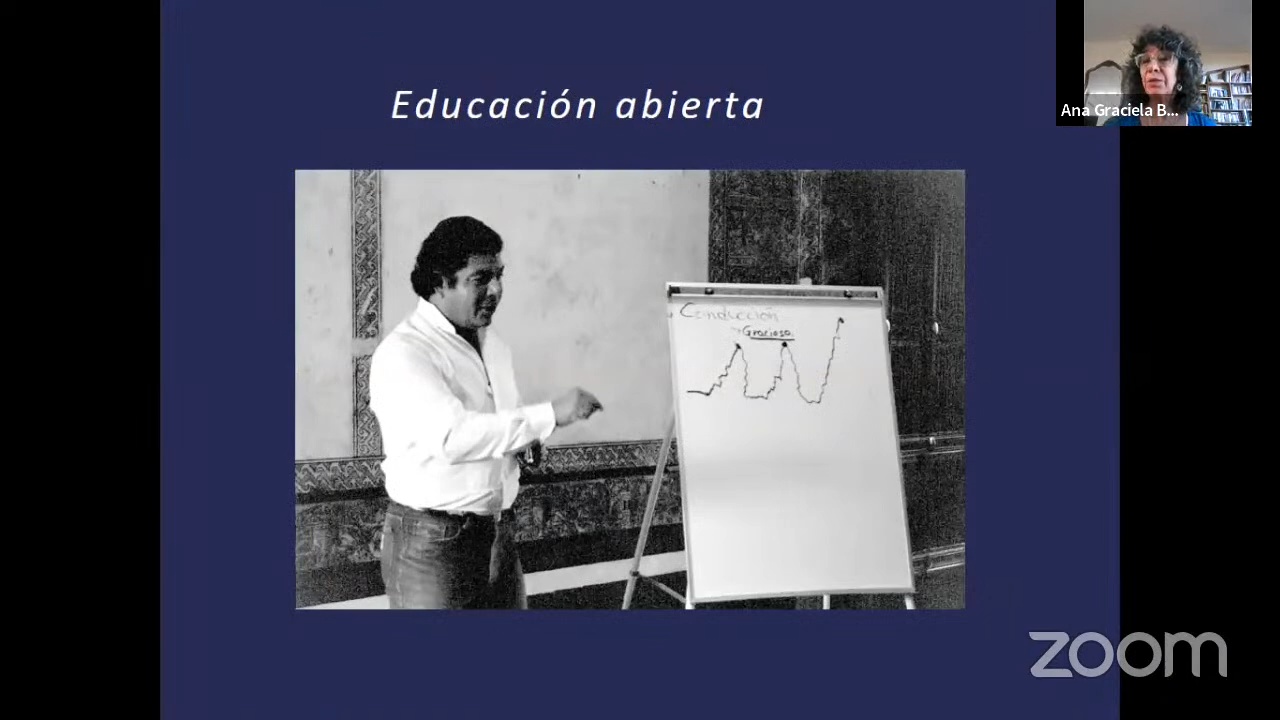 Educación abierta
Ana Graciela B...
Conducción
Graciosa
zoom